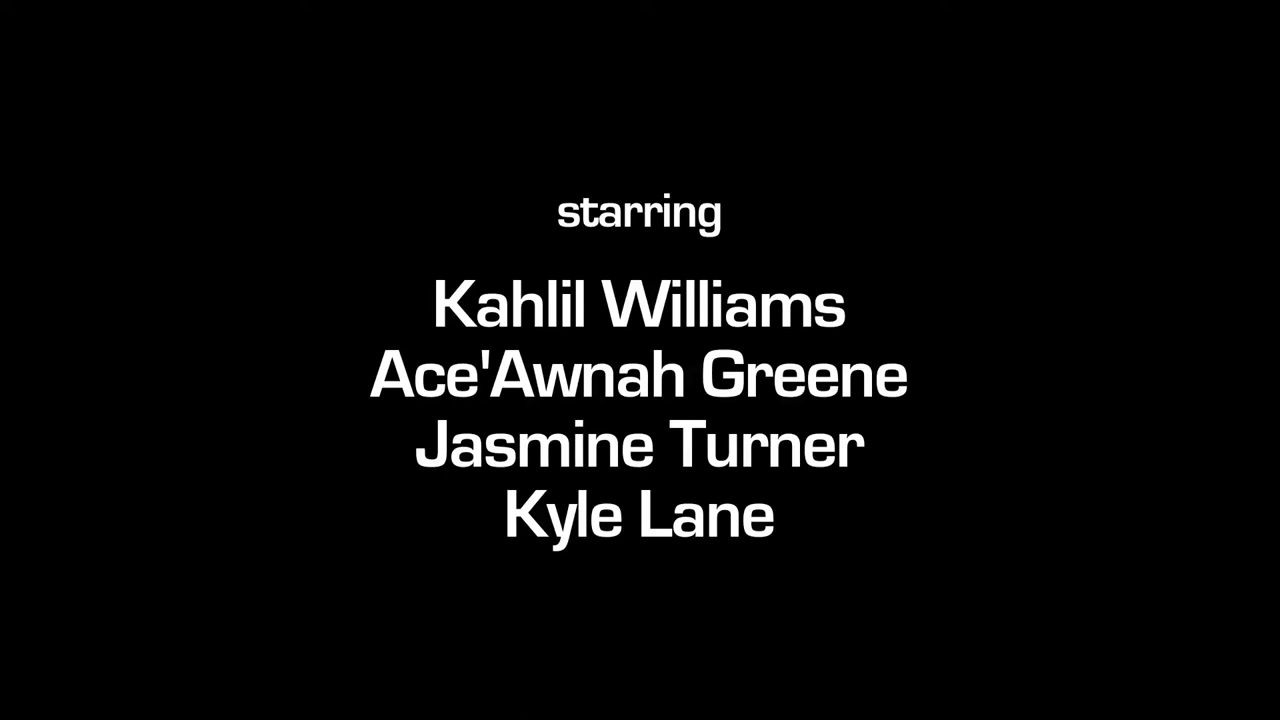 starring
Kahlil Williams
Ace'Awnah Greene
Jasmine Turner
Kyle Lane